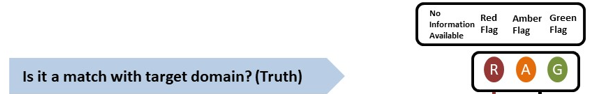 No Information Available
Red Flag
Amber Flag
Green Flag
Is it a match with target domain? (Truth)
R A G